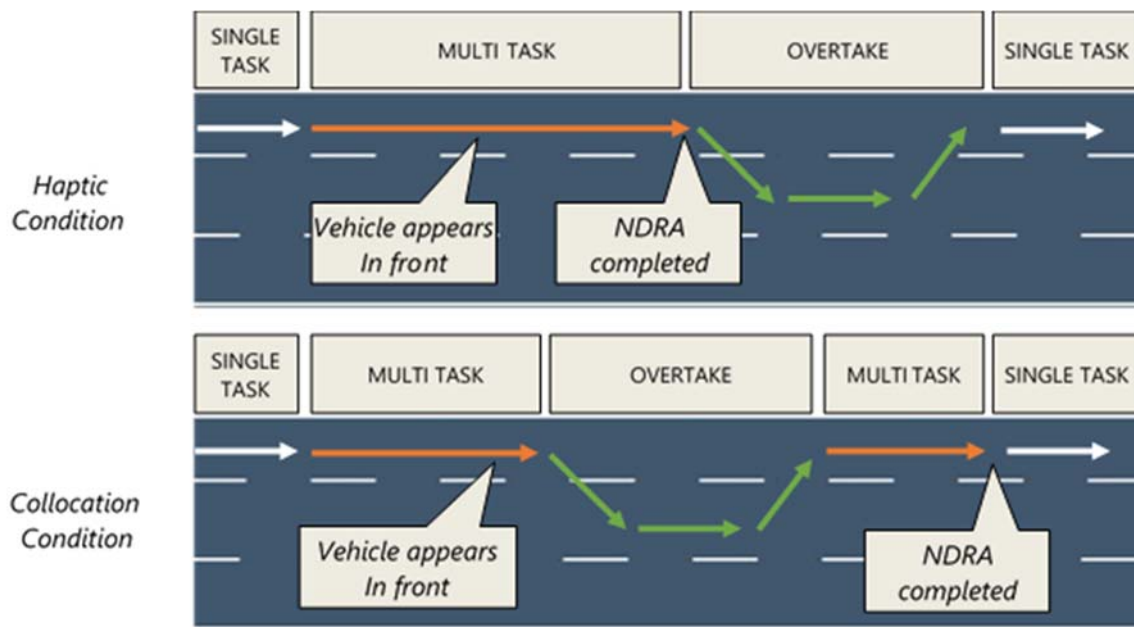 SINGLE
TASK
MULTI TASK
OVERTAKE
SINGLE TASK
Haptic
Condition
Vehicle appears
In front
NDRA
completed
SINGLE
TASK
MULTI TASK
OVERTAKE
MULTI TASK
SINGLE TASK
Collocation
Condition
Vehicle appears
In front
NDRA
completed